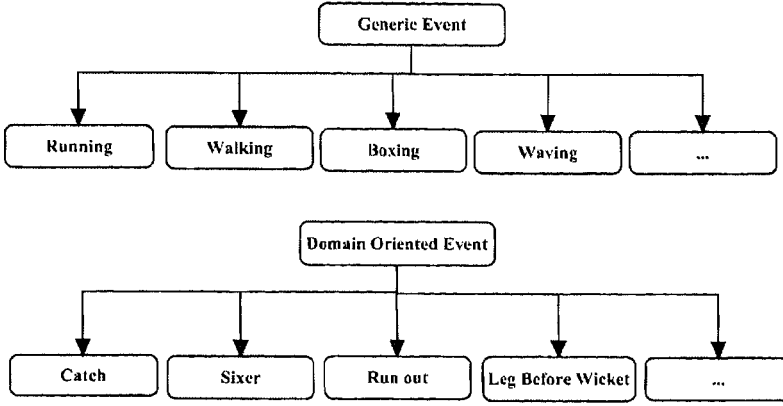 Generic Event
Running Walking Boxing Waving ...
Domain Oriented Event
Catch Sixer Run out Leg Before Wicket ...